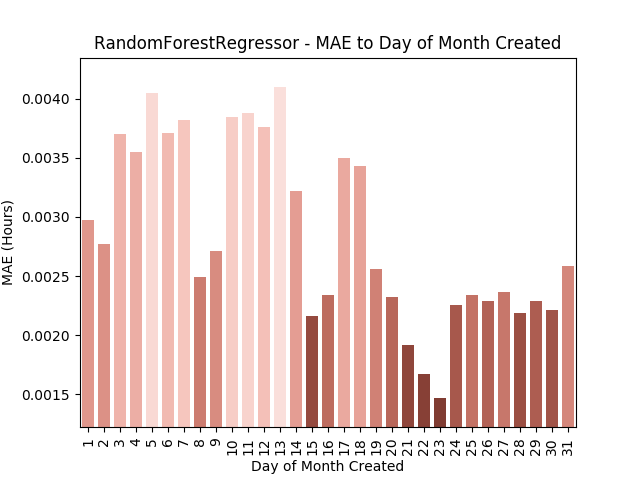 RandomForestRegressor - MAE to Day of Month Created
MAE (Hours)
0.0040
0.0035
0.0030
0.0025
0.0020
0.0015
1 2 3 4 5 6 7 8 9 10 11 12 13 14 15 16 17 18 19 20 21 22 23 24 25 26 27 28 29 30 31
Day of Month Created